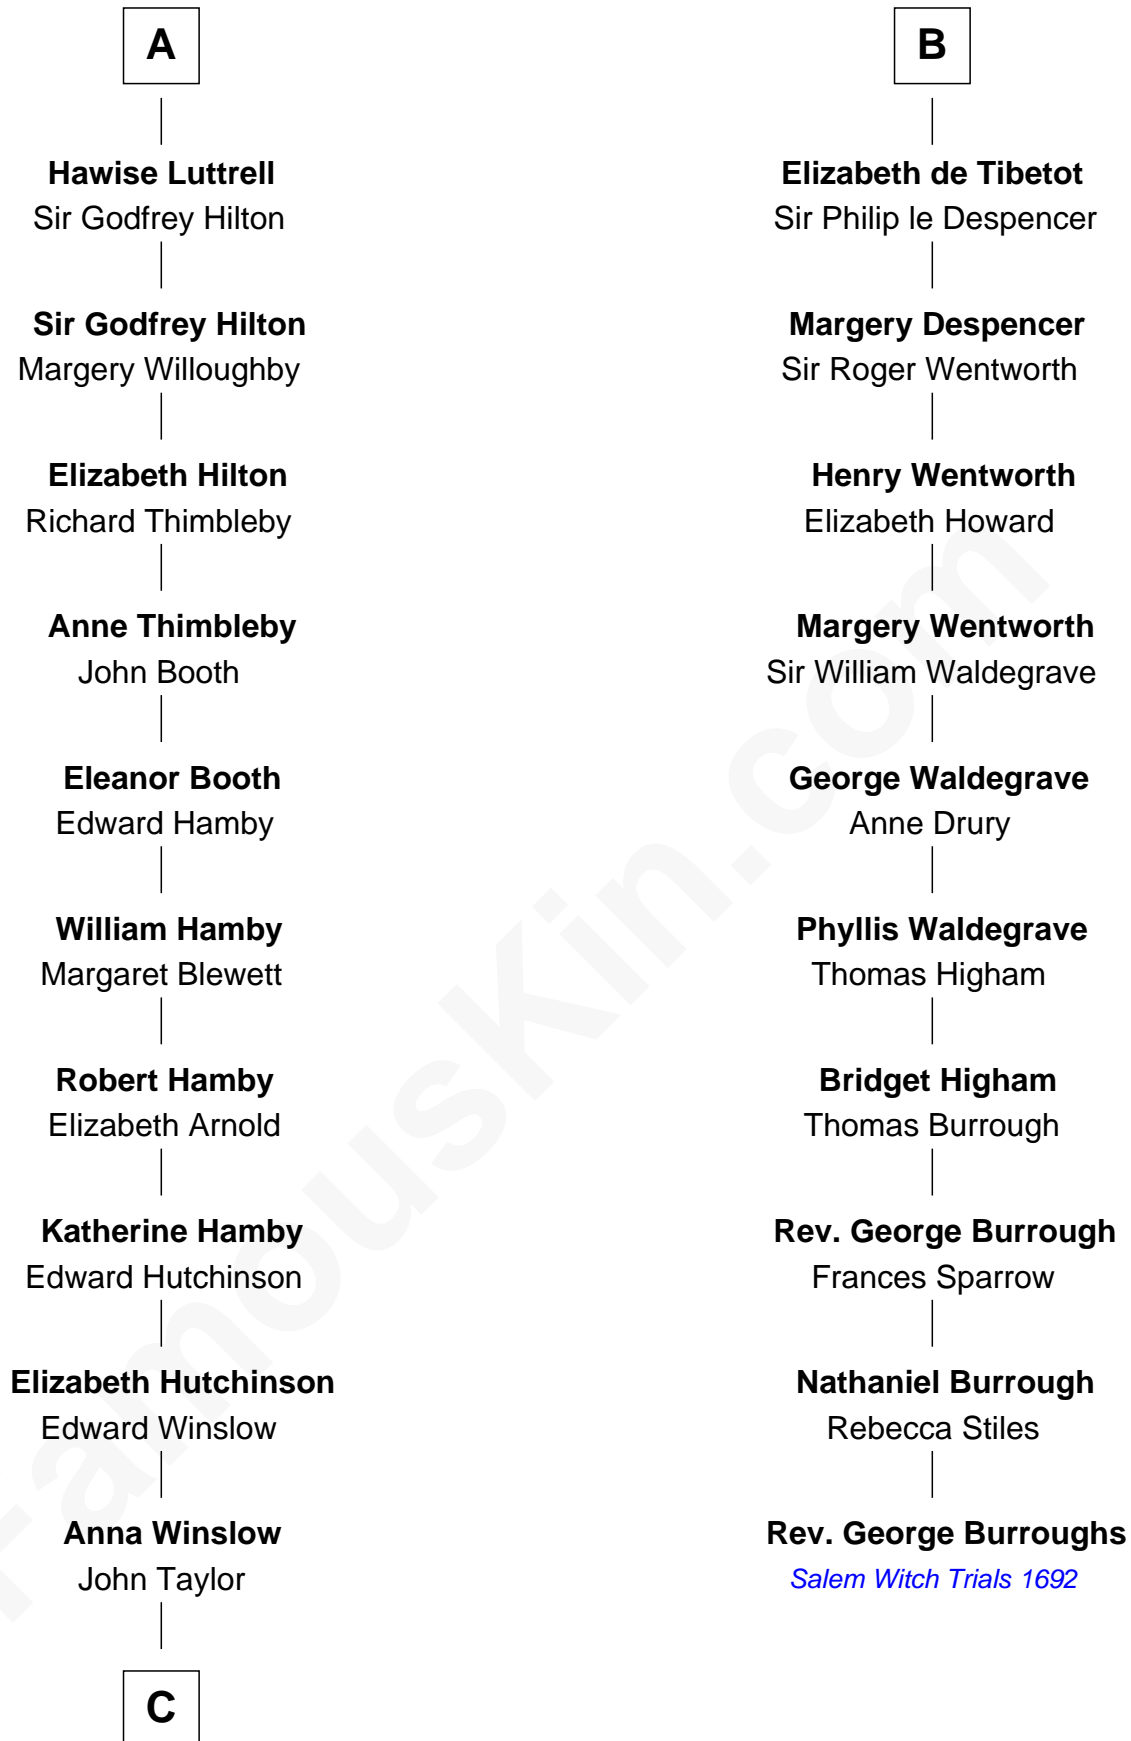 A
Hawise Luttrell
Sir Godfrey Hilton
Sir Godfrey Hilton
Margery Willoughby
Elizabeth Hilton
Richard Thimbleby
Anne Thimbleby
John Booth
Eleanor Booth
Edward Hamby
William Hamby
Margaret Blewett
Robert Hamby
Elizabeth Arnold
Katherine Hamby
Edward Hutchinson
Elizabeth Hutchinson
Edward Winslow
Anna Winslow
John Taylor
C
B
Elizabeth de Tibetot
Sir Philip le Despencer
Margery Despencer
Sir Roger Wentworth
Henry Wentworth
Elizabeth Howard
Margery Wentworth
Sir William Waldegrave
George Waldegrave
Anne Drury
Phyllis Waldegrave
Thomas Higham
Bridget Higham
Thomas Burrough
Rev. George Burrough
Frances Sparrow
Nathaniel Burrough
Rebecca Stiles
Rev. George Burroughs
Salem Witch Trials 1692
FamousKin.com